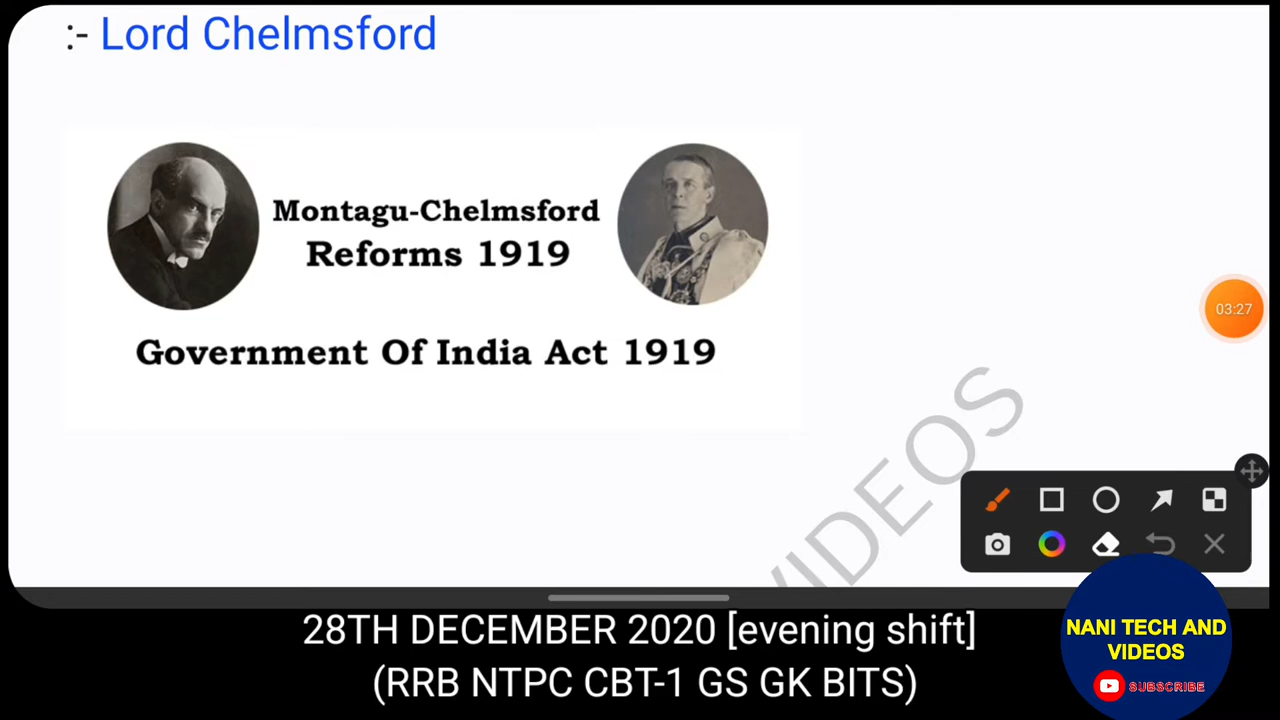 :- Lord Chelmsford
Montagu-Chelmsford
Reforms 1919
Government Of India Act 1919
03:27
VIDEOS
28TH DECEMBER 2020 [evening shift]
(RRB NTPC CBT-1 GS GK BITS)
NANI TECH AND
VIDEOS
SUBSCRIBE